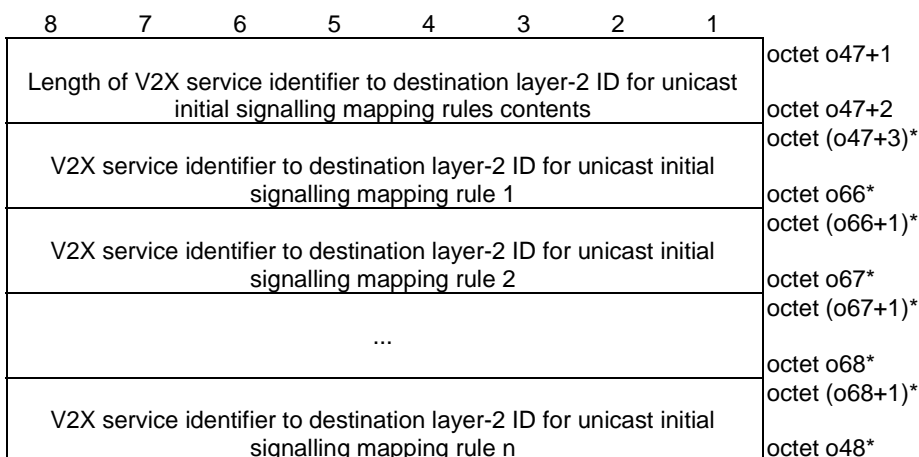 8 7 6 5 4 3 2 1
octet o47+1
Length of V2X service identifier to destination layer-2 ID for unicast
initial signalling mapping rules contents
octet o47+2
octet (o47+3)*
V2X service identifier to destination layer-2 ID for unicast initial
signalling mapping rule 1
octet o66*
octet (o66+1)*
V2X service identifier to destination layer-2 ID for unicast initial
signalling mapping rule 2
octet o67*
octet (o67+1)*
...
octet o68*
octet (o68+1)*
V2X service identifier to destination layer-2 ID for unicast initial
signalling mapping rule n
octet o48*